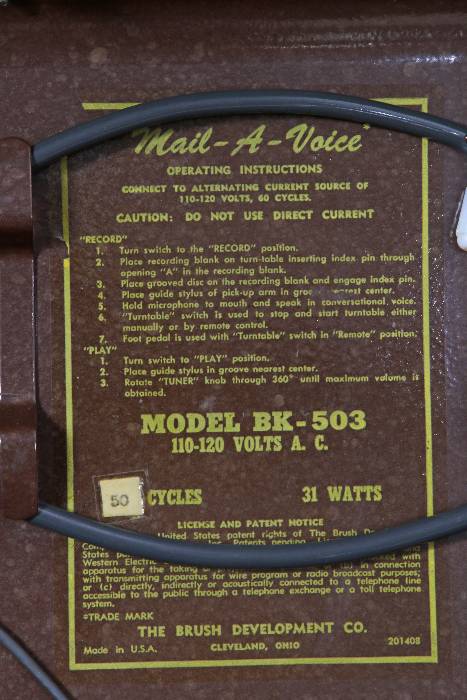 Mail-A-Voice*
OPERATING INSTRUCTIONS
CONNECT TO ALTERNATING CURRENT SOURCE OF
110-120 VOLTS, 60 CYCLES.
CAUTION: DO NOT USE DIRECT CURRENT
"RECORD"
1. Turn switch to the "RECORD" position.
2. Place recording blank on turn-table inserting index pin through
opening "A" in the recording blank.
3. Place grooved disc on the recording blank and engage index pin.
4. Place guide stylus of pick-up arm in center.
5. Hold microphone to mouth and speak in conversational voice.
6. "Turntable" switch is used to stop and start turntable either
manually or by remote control.
7. Foot pedal is used with "Turntable" switch in "Remote" position.
"PLAY"
1. Turn switch to "PLAY" position.
2. Place guide stylus in groove nearest center.
3. Rotate "TUNER" knob through 360° until maximum volume is
obtained.
MODEL BK-503
110-120 VOLTS A. C.
50 CYCLES 31 WATTS
LICENSE AND PATENT NOTICE
United States patent rights of The Brush
Inc. Patents pending.
States
Western Electric with
apparatus for the taking (b) in connection
with transmitting apparatus for wire program or radio broadcast purposes;
or (c) directly, indirectly or acoustically connected to a telephone line
accessible to the public through a telephone exchange or a toll telephone
system.
‡TRADE MARK
THE BRUSH DEVELOPMENT CO.
Made in U.S.A. CLEVELAND, OHIO 201408